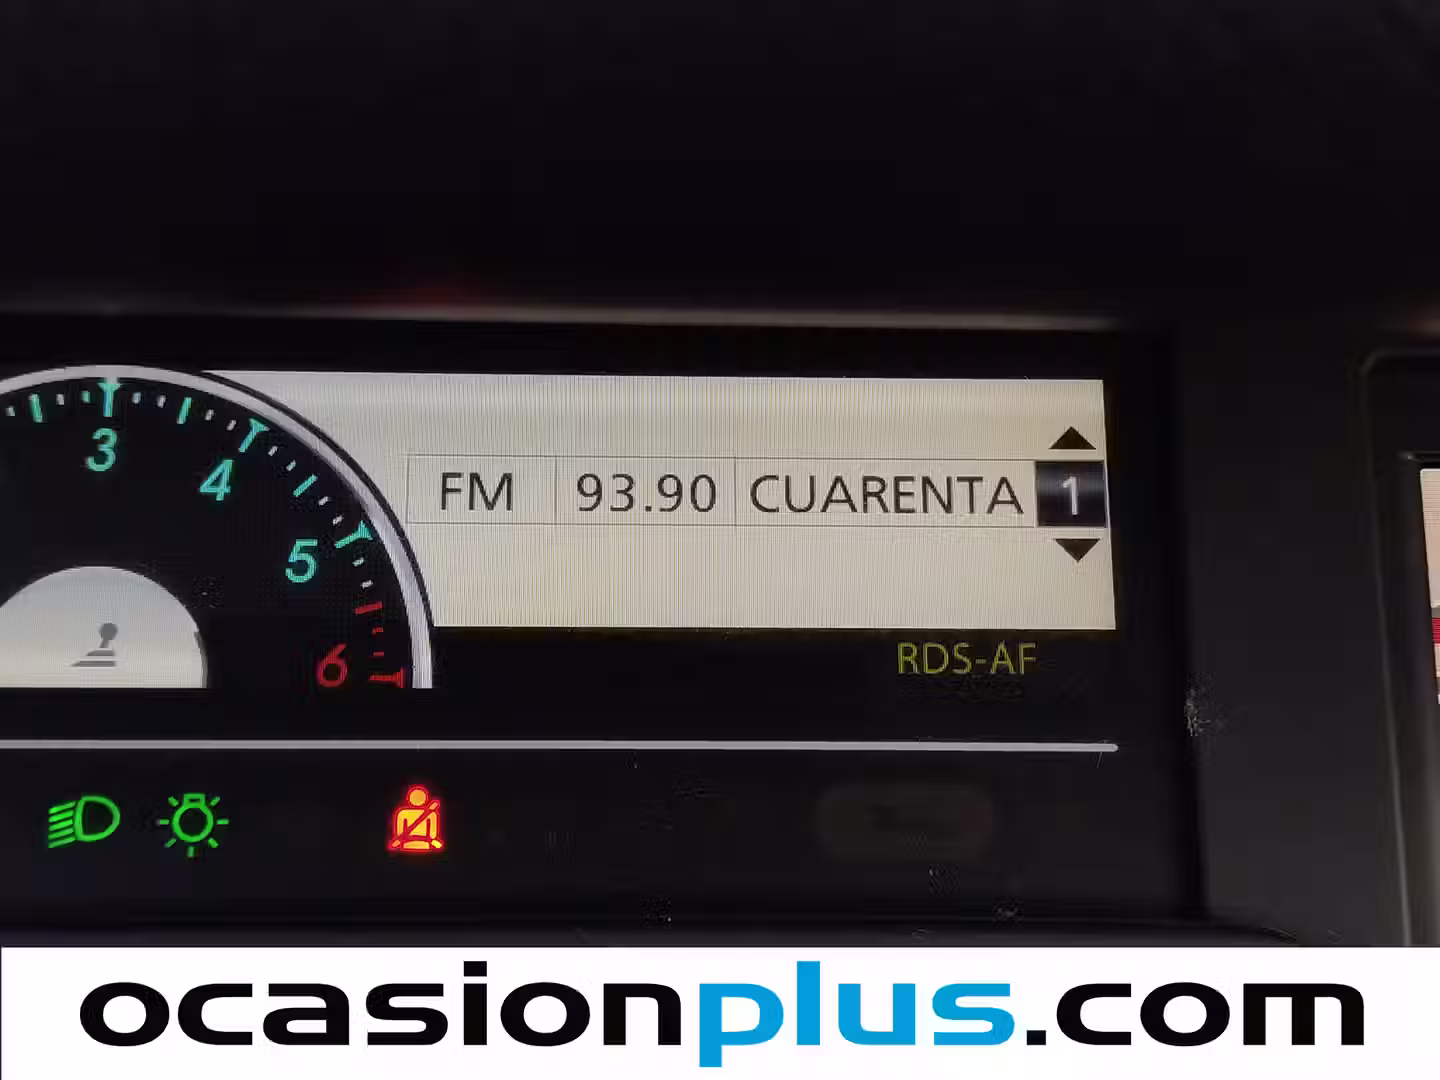 3
4
5
6
FM 93.90 CUARENTA 1
RDS-AF
ocasionplus.com